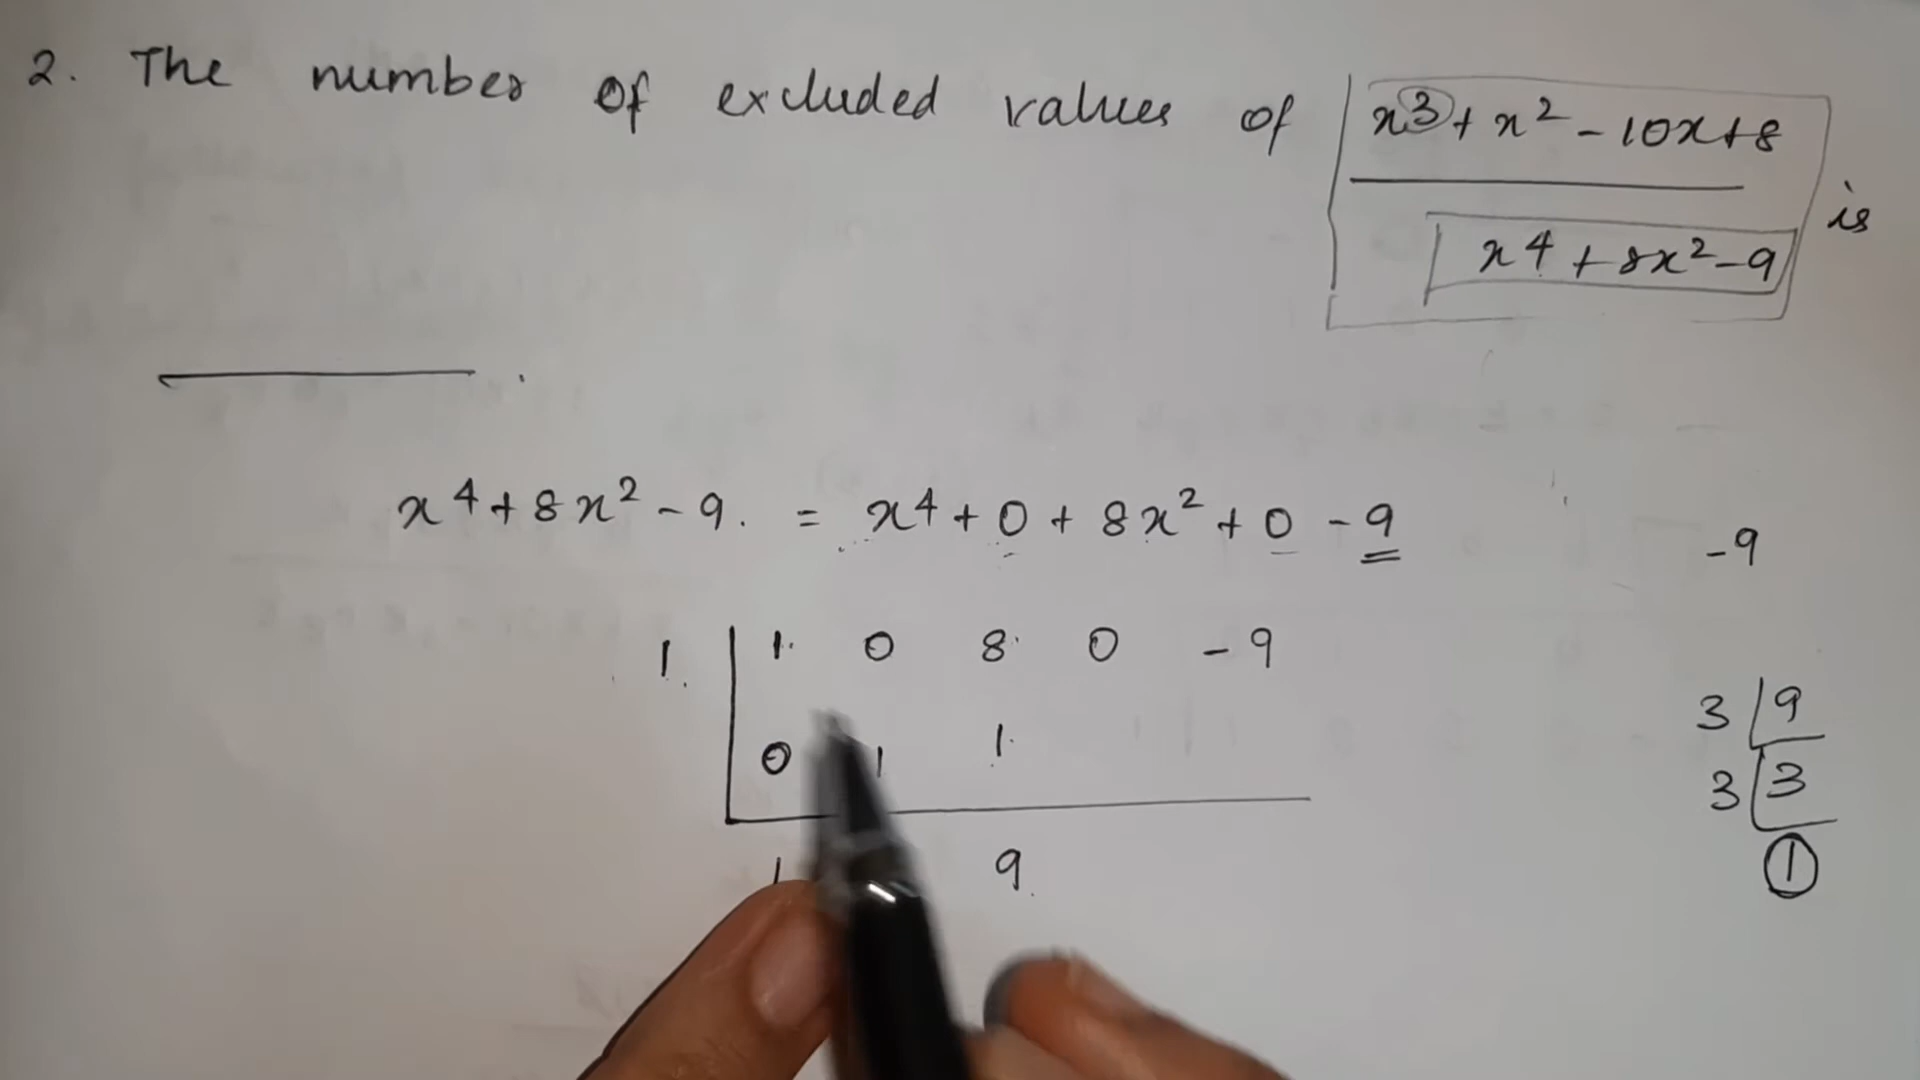 2. The number of excluded values of x³ + x² - 10x + 8
x⁴ + 8x² - 9
is
.
x⁴ + 8x² - 9. = x⁴ + 0 + 8x² + 0 - 9
-9
1. 1. 0 8. 0 -9
3 9
0 1 1.
3 3
1 9.
1